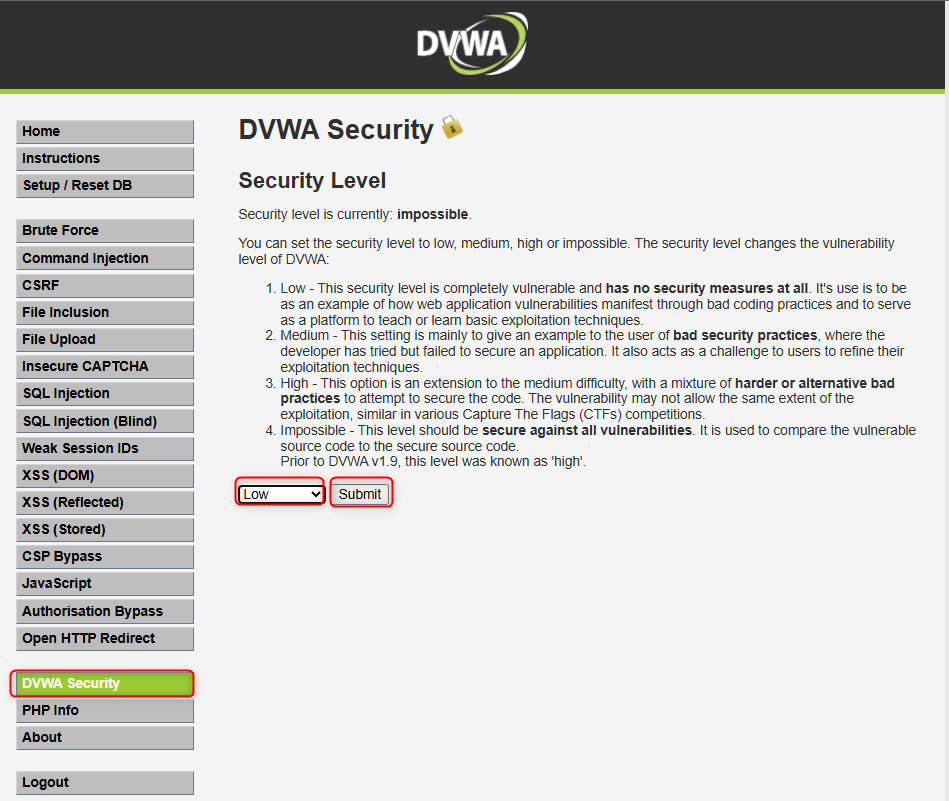 DVWA
Home
Instructions
Setup / Reset DB
Brute Force
Command Injection
CSRF
File Inclusion
File Upload
Insecure CAPTCHA
SQL Injection
SQL Injection (Blind)
Weak Session IDs
XSS (DOM)
XSS (Reflected)
XSS (Stored)
CSP Bypass
JavaScript
Authorisation Bypass
Open HTTP Redirect
DVWA Security
PHP Info
About
Logout
DVWA Security
Security Level
Security level is currently: impossible.
You can set the security level to low, medium, high or impossible. The security level changes the vulnerability
level of DVWA:
1. Low - This security level is completely vulnerable and has no security measures at all. It's use is to be
as an example of how web application vulnerabilities manifest through bad coding practices and to serve
as a platform to teach or learn basic exploitation techniques.
2. Medium - This setting is mainly to give an example to the user of bad security practices, where the
developer has tried but failed to secure an application. It also acts as a challenge to users to refine their
exploitation techniques.
3. High - This option is an extension to the medium difficulty, with a mixture of harder or alternative bad
practices to attempt to secure the code. The vulnerability may not allow the same extent of the
exploitation, similar in various Capture The Flags (CTFs) competitions.
4. Impossible - This level should be secure against all vulnerabilities. It is used to compare the vulnerable
source code to the secure source code.
Prior to DVWA v1.9, this level was known as 'high'.
Low Submit